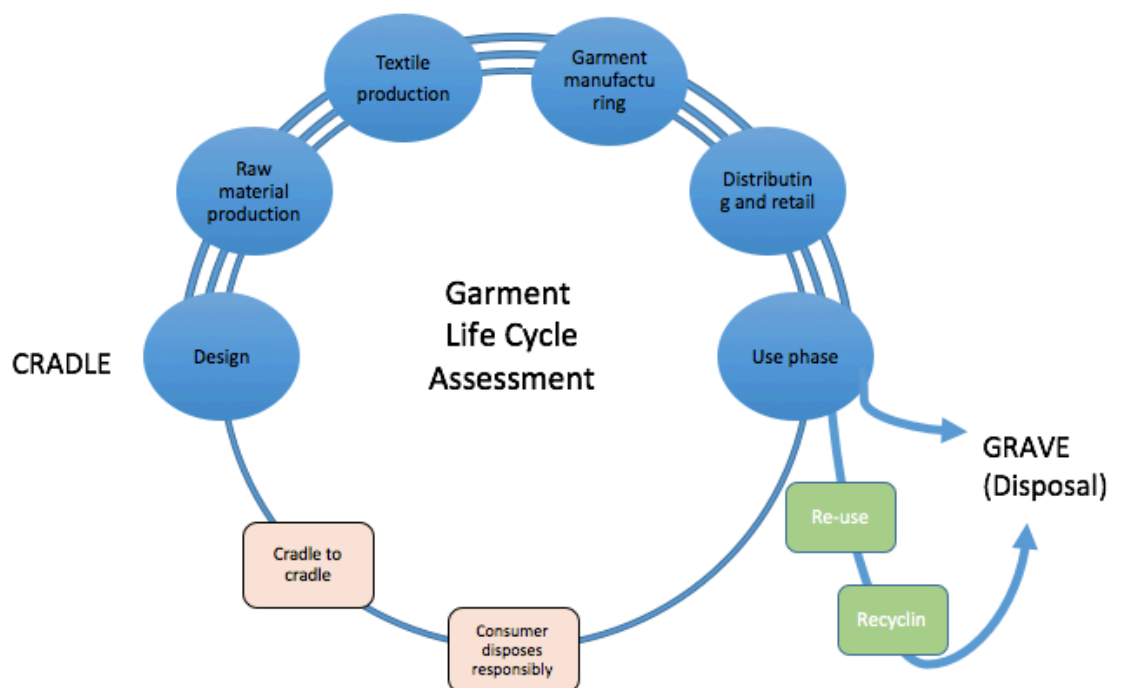 Textile
production
Garment
manufactu
ring
Raw
material
production
Distributin
g and retail
Garment
Life Cycle
Assessment
CRADLE
Design
Use phase
GRAVE
(Disposal)
Re-use
Cradle to
cradle
Recyclin
Consumer
disposes
responsibly